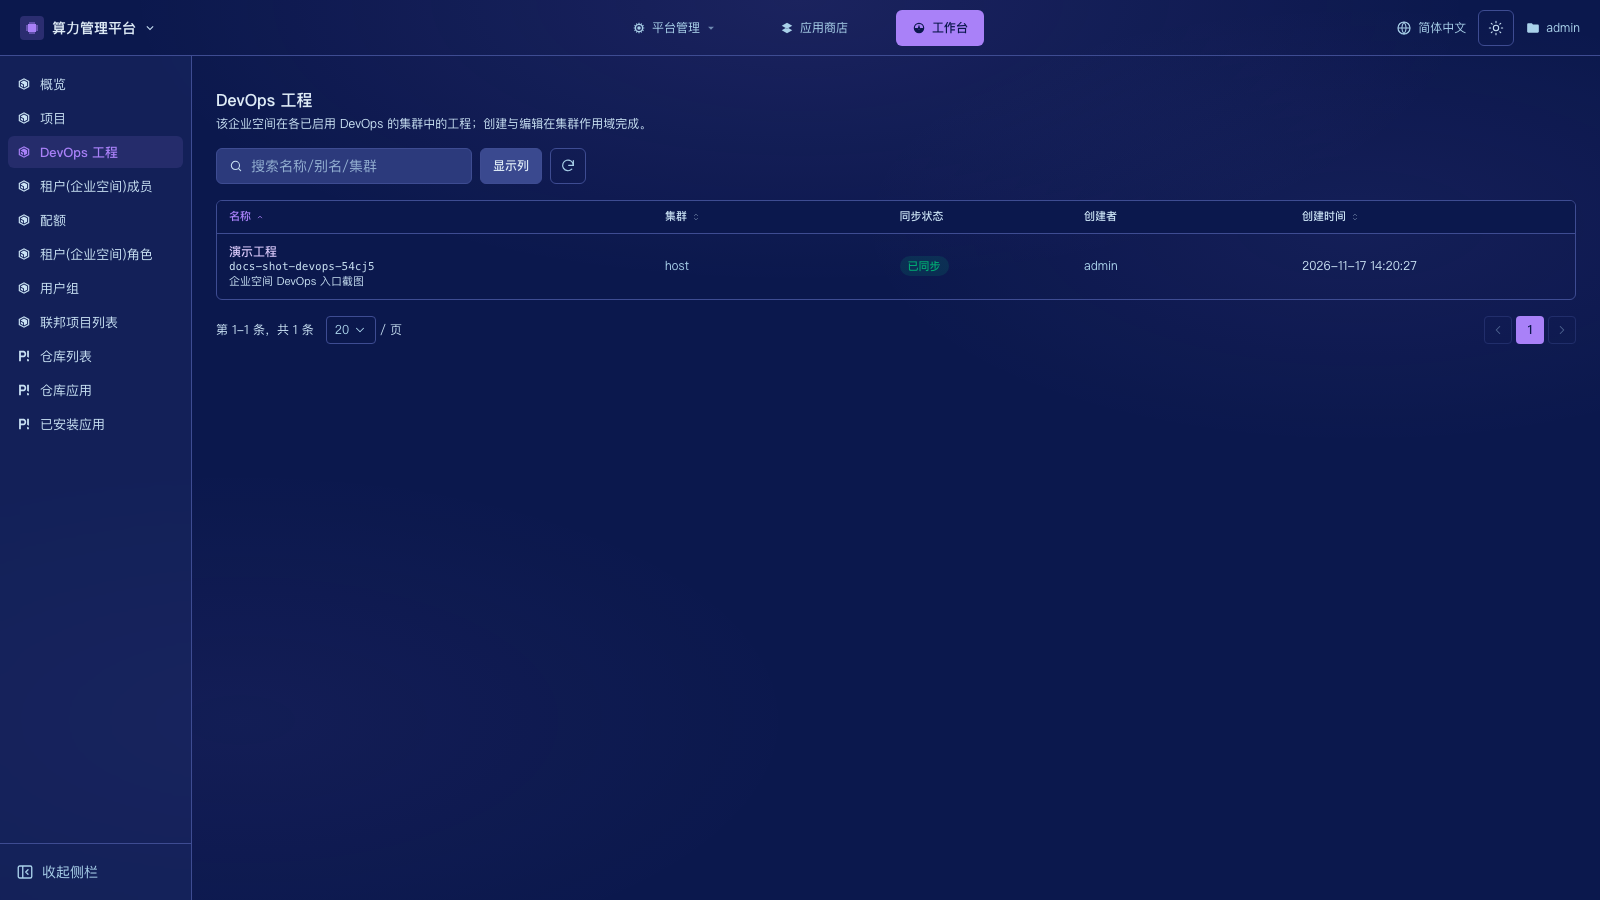 算力管理平台
平台管理
应用商店
工作台
简体中文
admin
概览
项目
DevOps 工程
租户(企业空间)成员
配额
租户(企业空间)角色
用户组
联邦项目列表
P! 仓库列表
P! 仓库应用
P! 已安装应用
收起侧栏
DevOps 工程
该企业空间在各已启用 DevOps 的集群中的工程；创建与编辑在集群作用域完成。
搜索名称/别名/集群
显示列
名称 集群 同步状态 创建者 创建时间
演示工程
docs-shot-devops-54cj5
企业空间 DevOps 入口截图
host
已同步
admin
2026-11-17 14:20:27
第 1-1 条，共 1 条 20 / 页
1